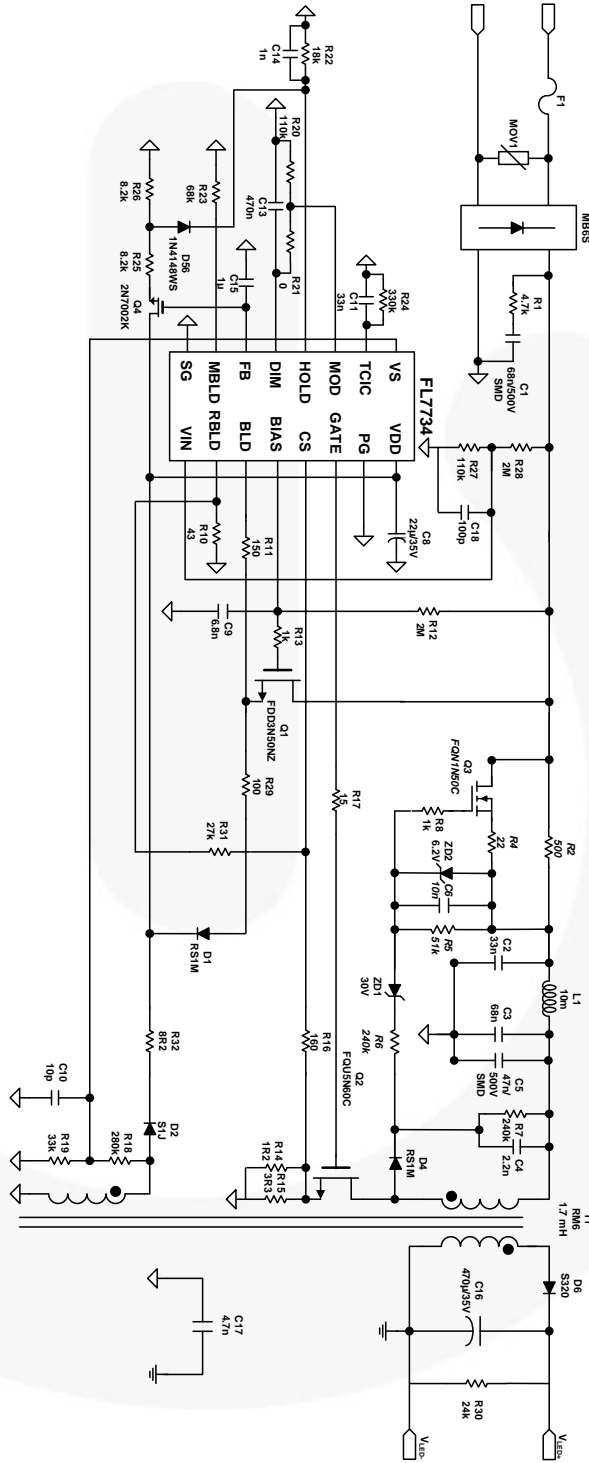 F1
MOV1
MB6S
R1
4.7k
C1
68n/500V
SMD
R28
2M
R27
110k
C18
100p
R12
2M
R2
500
Q3
FQN1N50C
R4
22
R8
1k
ZD2
6.2V
C6
10n
R5
51k
C2
33n
L1
10m
C3
68n
C5
47n/
500V
SMD
R7
240k
C4
2.2n
ZD1
30V
R6
240k
D4
RS1M
RM6
1.7 mH
D6
S320
C16
470µ/35V
R30
24k
VLED+
VLED-
R24
330k
C11
33n
R22
18k
C14
1n
R20
110k
R21
0
C13
470n
C15
1µ
R23
68k
D56
1N4148WS
R26
8.2k
R25
8.2k
Q4
2N7002K
FL7734
VS
TCIC
MOD
HOLD
DIM
FB
MBLD
SG
VDD
PG
GATE
CS
BIAS
BLD
RBLD
VIN
C8
22µ/35V
R10
43
R11
150
R13
1k
C9
6.8n
Q1
FDD3N50NZ
R17
15
R29
100
R31
27k
D1
RS1M
R16
160
Q2
FQU5N60C
R14
1R2
R15
3R3
R32
8R2
D2
S1J
C10
10p
R18
280k
R19
33k
C17
4.7n